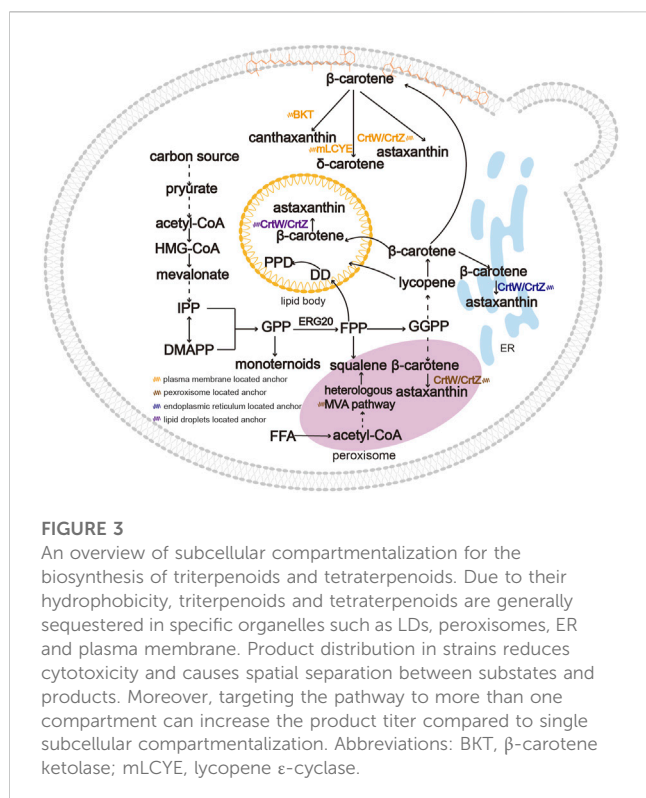 β-carotene
BKT
CrtW/CrtZ
canthaxanthin
mLCYE
astaxanthin
δ-carotene
carbon source
pryurate
acetyl-CoA
HMG-CoA
mevalonate
IPP
DMAPP
astaxanthin
CrtW/CrtZ
β-carotene
PPD
DD
lipid body
β-carotene
lycopene
β-carotene
CrtW/CrtZ
astaxanthin
ER
GPP
ERG20
FPP
GGPP
monoternoids
squalene
β-carotene
CrtW/CrtZ
heterologous
astaxanthin
MVA pathway
FFA
acetyl-CoA
peroxisome
plasma membrane located anchor
pexroxisome located anchor
endoplasmic reticulum located anchor
lipid droplets located anchor
FIGURE 3
An overview of subcellular compartmentalization for the
biosynthesis of triterpenoids and tetraterpenoids. Due to their
hydrophobicity, triterpenoids and tetraterpenoids are generally
sequestered in specific organelles such as LDs, peroxisomes, ER
and plasma membrane. Product distribution in strains reduces
cytotoxicity and causes spatial separation between substates and
products. Moreover, targeting the pathway to more than one
compartment can increase the product titer compared to single
subcellular compartmentalization. Abbreviations: BKT, β-carotene
ketolase; mLCYE, lycopene ε-cyclase.